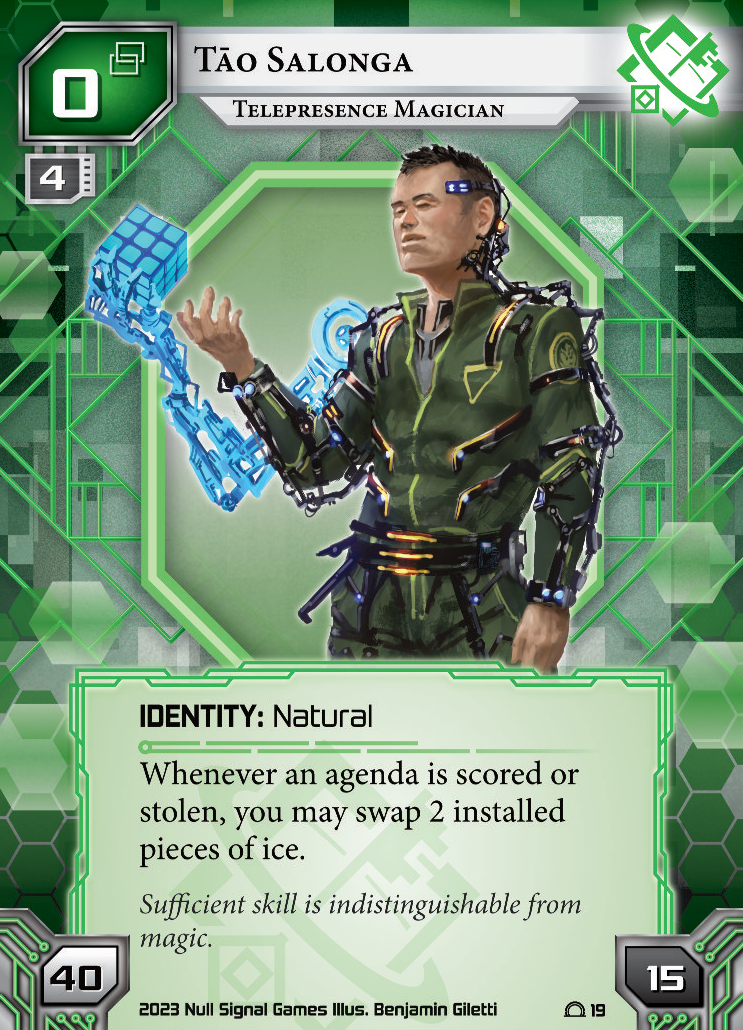 0
TĀO SALONGA
TELEPRESENCE MAGICIAN
4
IDENTITY: Natural
Whenever an agenda is scored or
stolen, you may swap 2 installed
pieces of ice.
Sufficient skill is indistinguishable from
magic.
40
15
2023 Null Signal Games Illus. Benjamin Giletti
19